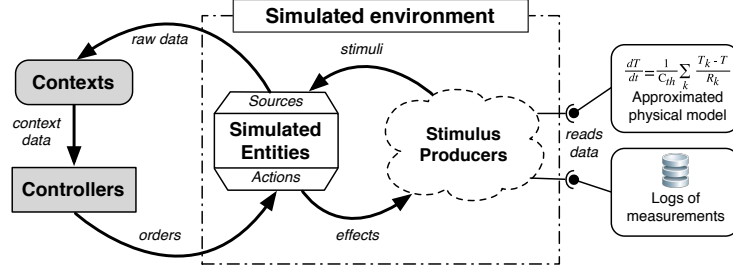 Simulated environment
raw data
stimuli
Contexts
Sources
context
data
Simulated
Entities
Stimulus
Producers
reads
data
dT/dt = 1/C_th ∑_k (T_k - T)/R_k
Approximated
physical model
Controllers
Actions
Logs of
measurements
orders
effects